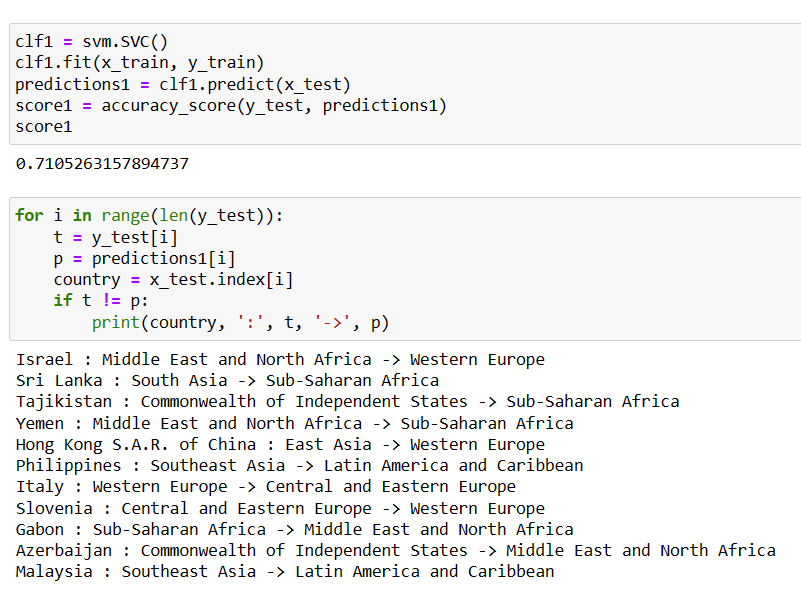 clf1 = svm.SVC()
clf1.fit(x_train, y_train)
predictions1 = clf1.predict(x_test)
score1 = accuracy_score(y_test, predictions1)
score1
0.7105263157894737
for i in range(len(y_test)):
    t = y_test[i]
    p = predictions1[i]
    country = x_test.index[i]
    if t != p:
        print(country, ':', t, '->', p)
Israel : Middle East and North Africa -> Western Europe
Sri Lanka : South Asia -> Sub-Saharan Africa
Tajikistan : Commonwealth of Independent States -> Sub-Saharan Africa
Yemen : Middle East and North Africa -> Sub-Saharan Africa
Hong Kong S.A.R. of China : East Asia -> Western Europe
Philippines : Southeast Asia -> Latin America and Caribbean
Italy : Western Europe -> Central and Eastern Europe
Slovenia : Central and Eastern Europe -> Western Europe
Gabon : Sub-Saharan Africa -> Middle East and North Africa
Azerbaijan : Commonwealth of Independent States -> Middle East and North Africa
Malaysia : Southeast Asia -> Latin America and Caribbean